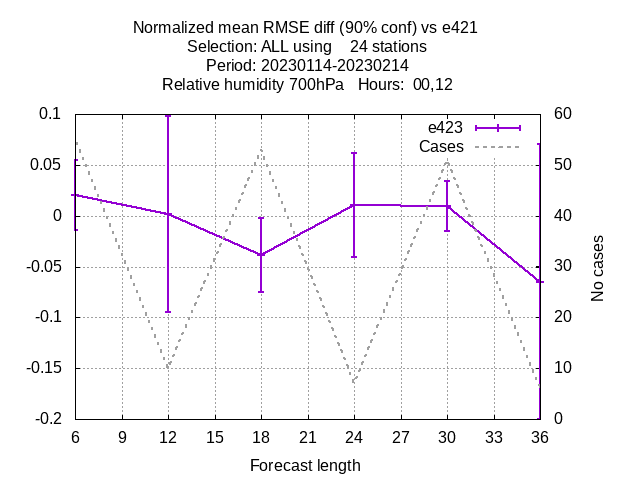 Normalized mean RMSE diff (90% conf) vs e421
Selection: ALL using    24 stations
Period: 20230114-20230214
Relative humidity 700hPa   Hours:  00,12
e423
Cases
0.1
0.05
0
-0.05
-0.1
-0.15
-0.2
60
50
40
30
20
10
0
No cases
6 9 12 15 18 21 24 27 30 33 36
Forecast length